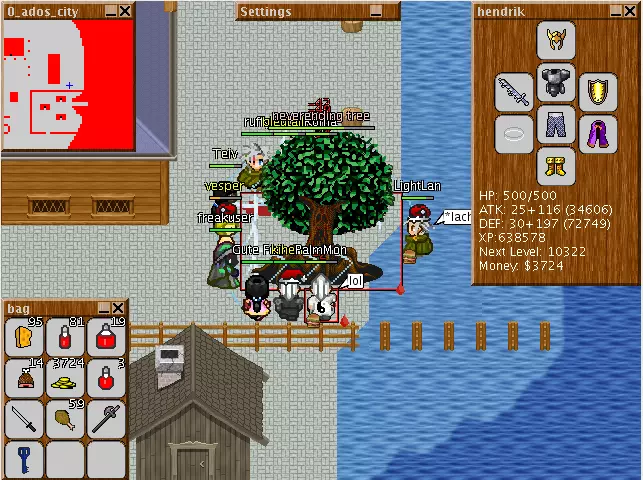 0_ados_city
Settings
hendrik
neverending tree
Telv
vesper
LightLan
freakuser
lol
HP: 500/500
ATK: 25+116 (34606)
DEF: 30+197 (72749)
XP:638578
Next Level: 10322
Money: $3724
bag
95
81
19
14
3724
3
59